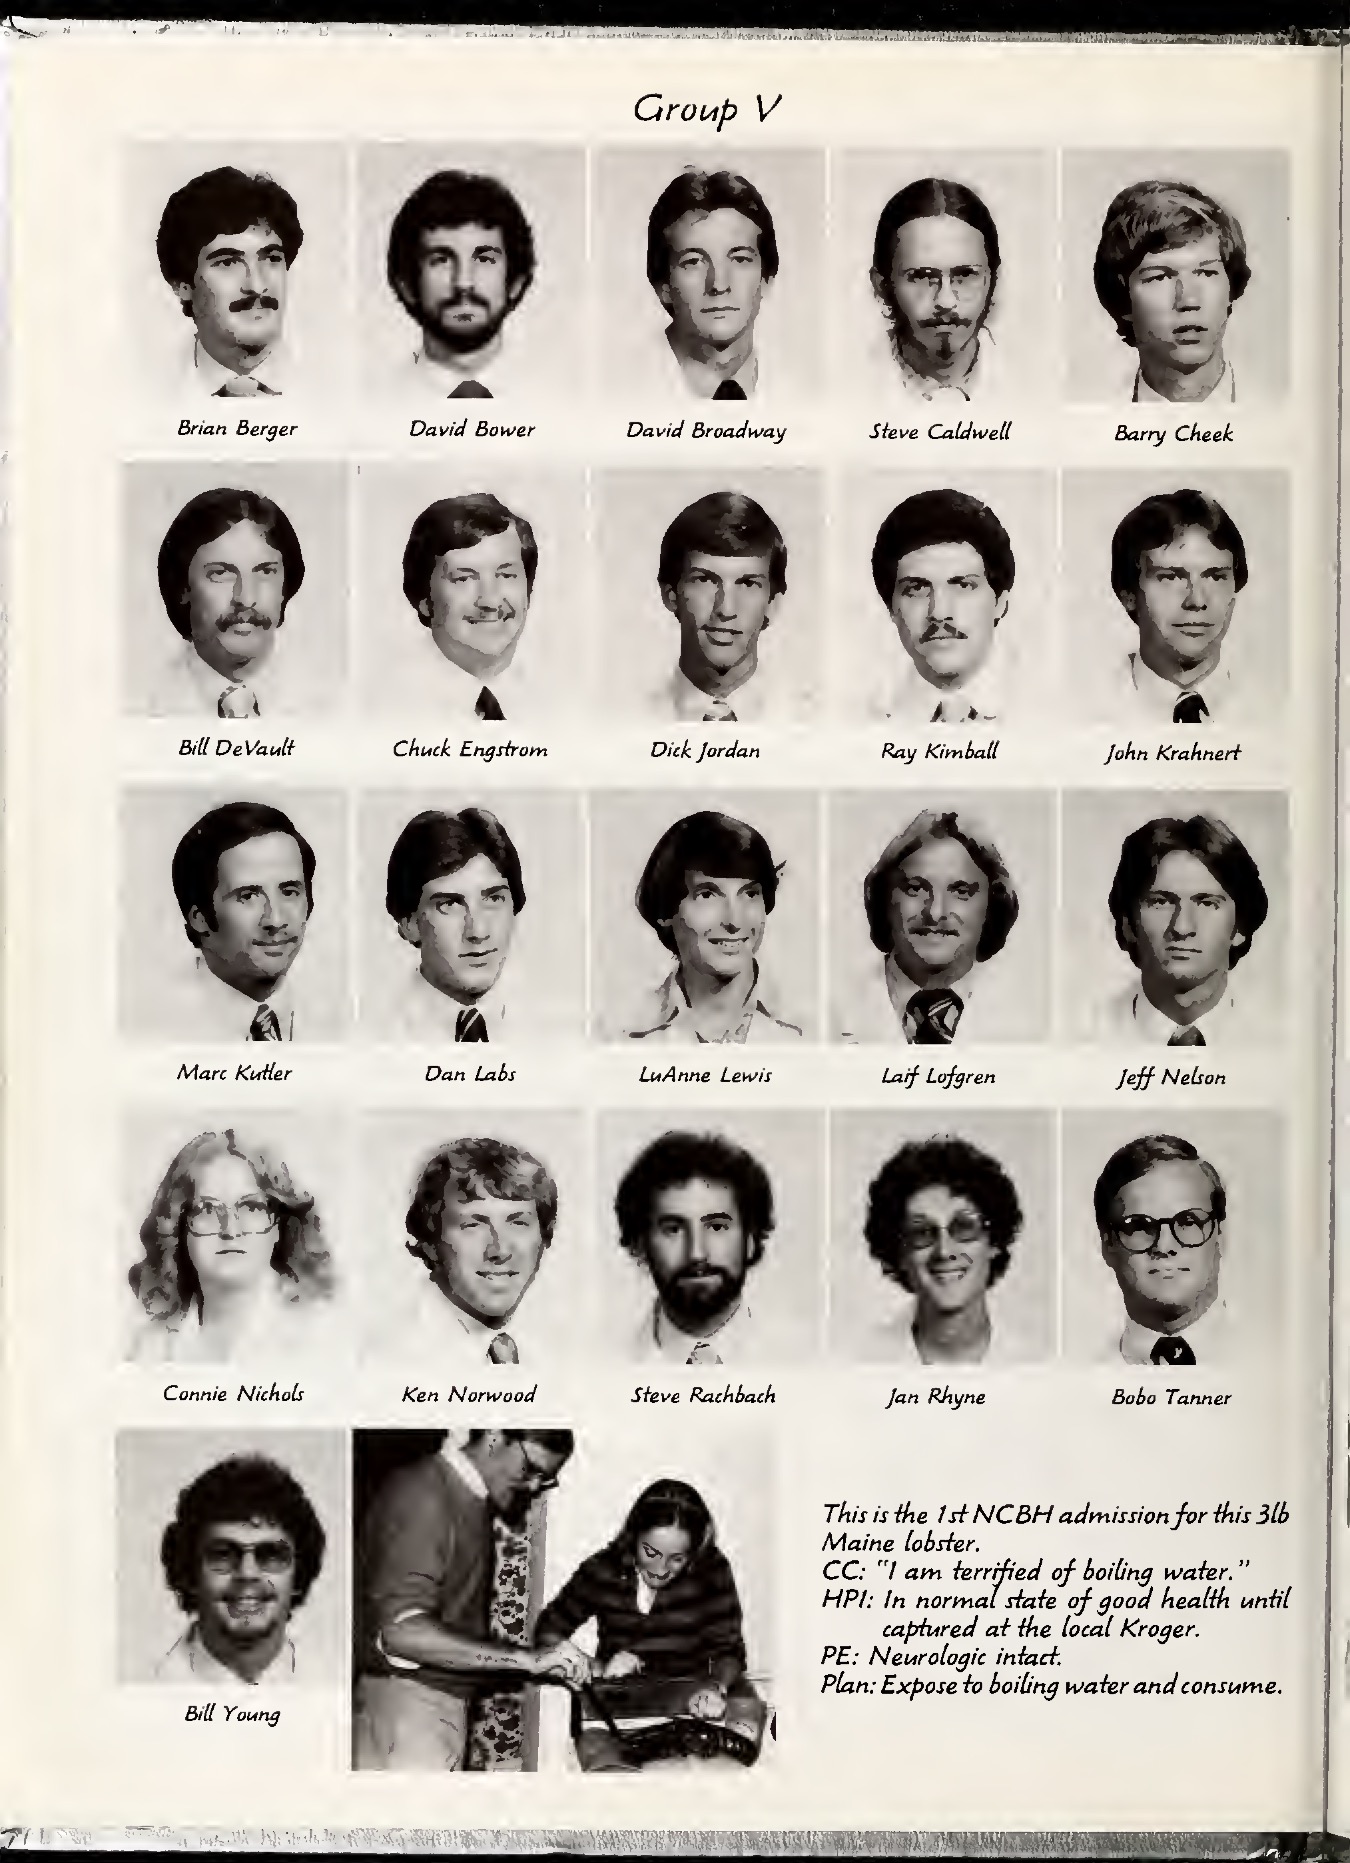 Group V
Brian Berger
David Bower
David Broadway
Steve Caldwell
Barry Cheek
Bill DeVault
Chuck Engstrom
Dick Jordan
Ray Kimball
John Krahnert
Marc Kutler
Dan Labs
LuAnne Lewis
Laif Lofgren
Jeff Nelson
Connie Nichols
Ken Norwood
Steve Rachbach
Jan Rhyne
Bobo Tanner
Bill Young
This is the 1st NCBH admission for this 3lb
Maine lobster.
CC: "I am terrified of boiling water."
HPI: In normal state of good health until
captured at the local Kroger.
PE: Neurologic intact.
Plan: Expose to boiling water and consume.